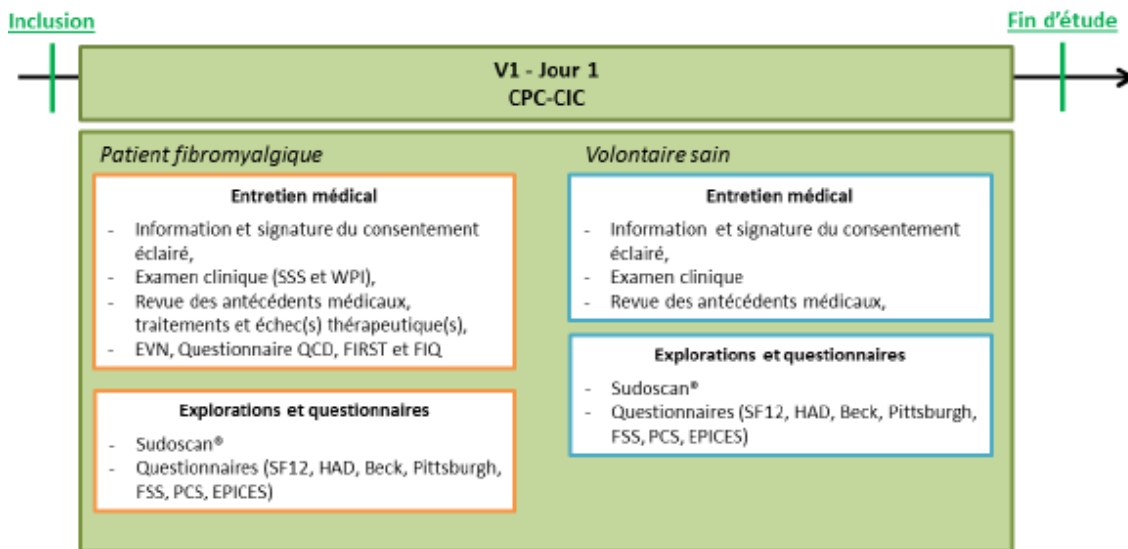 Inclusion
Fin d'étude
V1 - Jour 1
CPC-CIC
Patient fibromyalgique
Entretien médical
- Information et signature du consentement
éclairé,
- Examen clinique (SSS et WPI),
- Revue des antécédents médicaux,
traitements et échec(s) thérapeutique(s),
- EVN, Questionnaire QCD, FIRST et FIQ
Explorations et questionnaires
- Sudoscan®
- Questionnaires (SF12, HAD, Beck, Pittsburgh,
FSS, PCS, EPICES)
Volontaire sain
Entretien médical
- Information et signature du consentement
éclairé,
- Examen clinique
- Revue des antécédents médicaux,
Explorations et questionnaires
- Sudoscan®
- Questionnaires (SF12, HAD, Beck, Pittsburgh,
FSS, PCS, EPICES)